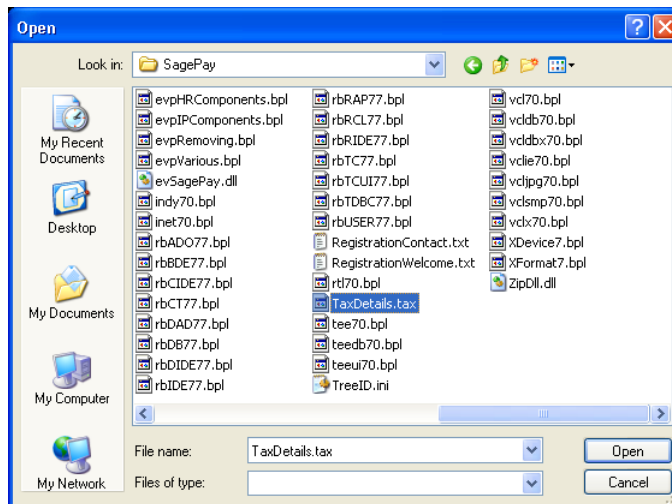 Open
Look in:
SagePay
My Recent
Documents
Desktop
My Documents
My Computer
My Network
evpHRComponents.bpl
evpIPComponents.bpl
evpRemoving.bpl
evpVarious.bpl
evSagePay.dll
indy70.bpl
inet70.bpl
rbADO77.bpl
rbBDE77.bpl
rbCIDE77.bpl
rbCT77.bpl
rbDAD77.bpl
rbDB77.bpl
rbDIDE77.bpl
rbIDE77.bpl
rbRAP77.bpl
rbRCL77.bpl
rbRIDE77.bpl
rbTC77.bpl
rbTCUI77.bpl
rbTDBC77.bpl
rbUSER77.bpl
RegistrationContact.txt
RegistrationWelcome.txt
rtl70.bpl
TaxDetails.tax
tee70.bpl
teedb70.bpl
teeui70.bpl
TreeID.ini
vcl70.bpl
vcldb70.bpl
vcldbx70.bpl
vclie70.bpl
vcljpg70.bpl
vclsmp70.bpl
vclx70.bpl
XDevice7.bpl
XFormat7.bpl
ZipDll.dll
File name:
TaxDetails.tax
Open
Files of type:
Cancel